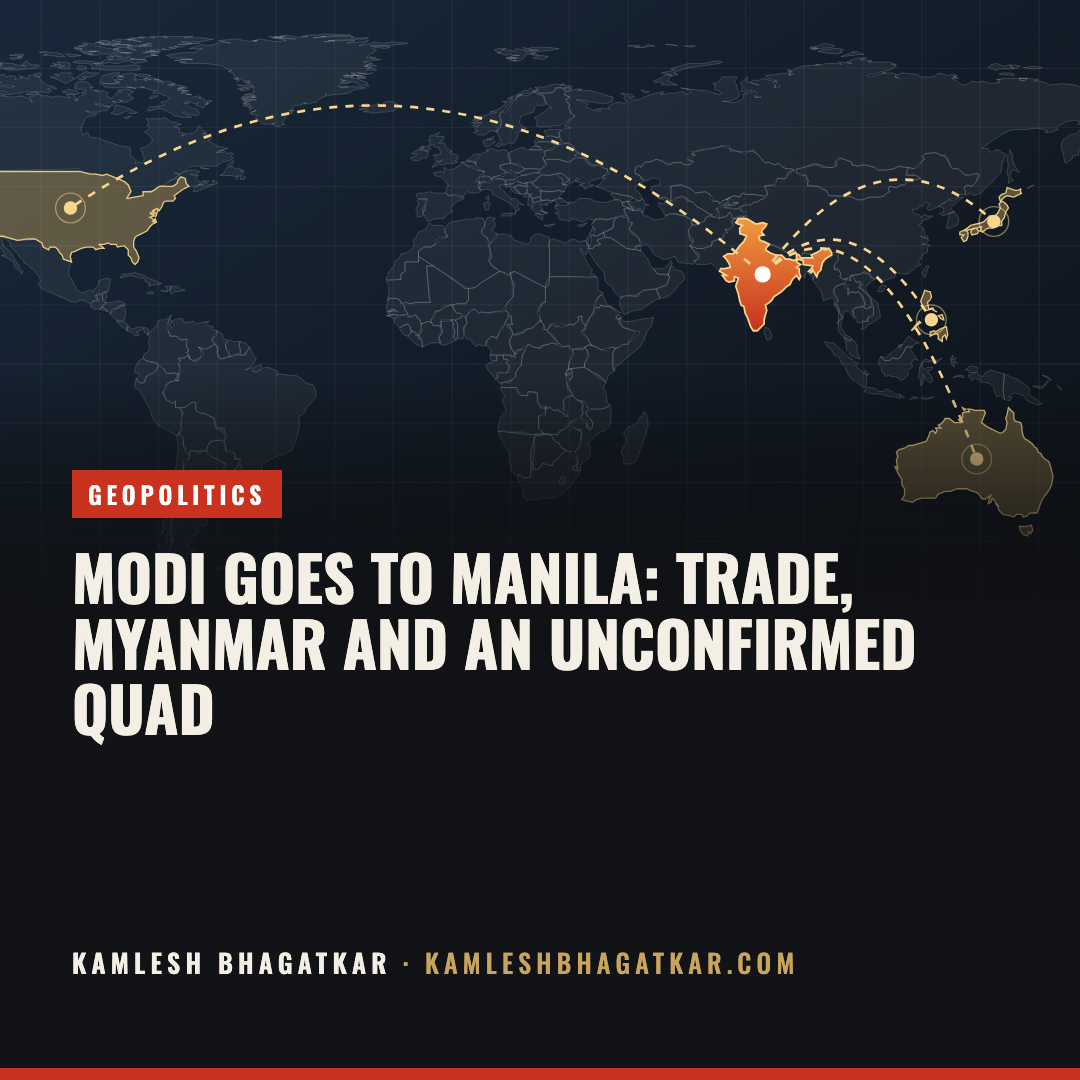 GEOPOLITICS
MODI GOES TO MANILA: TRADE,
MYANMAR AND AN UNCONFIRMED
QUAD
KAMLESH BHAGATKAR · KAMLESHBHAGATKAR.COM